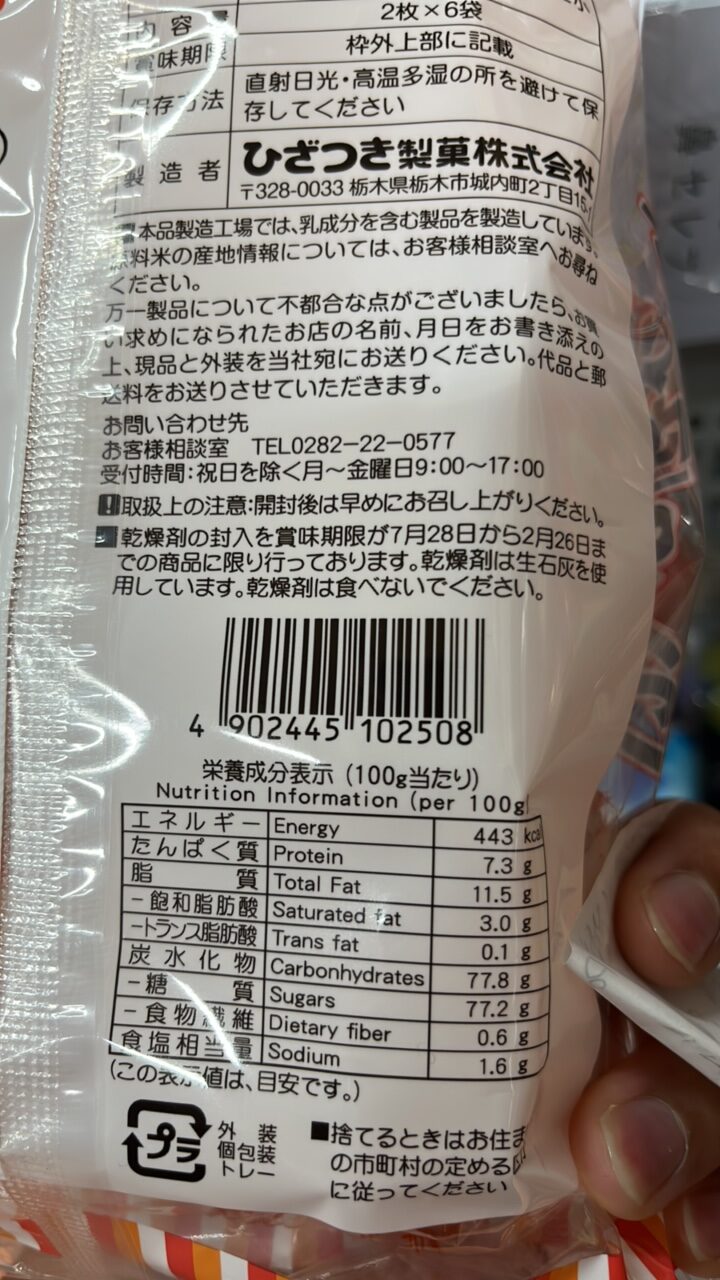 内容量 2枚×6袋
賞味期限 枠外上部に記載
保存方法 直射日光・高温多湿の所を避けて保
存してください
製造者 ひざつき製菓株式会社
〒328-0033 栃木県栃木市城内町2丁目
■本品製造工場では、乳成分を含む製品を製造しています。
原料米の産地情報については、お客様相談室へお尋ね
ください。
万一製品について不都合な点がございましたら、お買
い求めになられたお店の名前、月日をお書き添えの
上、現品と外装を当社宛にお送りください。代品と郵
送料をお送りさせていただきます。
お問い合わせ先
お客様相談室 TEL0282-22-0577
受付時間:祝日を除く月～金曜日9:00～17:00
!取扱上の注意:開封後は早めにお召し上がりください。
■乾燥剤の封入を賞味期限が7月28日から2月26日ま
での商品に限り行っております。乾燥剤は生石灰を使
用しています。乾燥剤は食べないでください。
4 902445 102508
栄養成分表示 (100g当たり)
Nutrition Information (per 100g
エネルギー Energy 443 kcal
たんぱく質 Protein 7.3 g
脂質 Total Fat 11.5 g
-飽和脂肪酸 Saturated fat 3.0 g
-トランス脂肪酸 Trans fat 0.1 g
炭水化物 Carbonhydrates 77.8 g
-糖質 Sugars 77.2 g
-食物繊維 Dietary fiber 0.6 g
食塩相当量 Sodium 1.6 g
(この表示値は、目安です。)
プラ
外装
個包装
トレー
■捨てるときはお住ま
の市町村の定める区
に従ってください